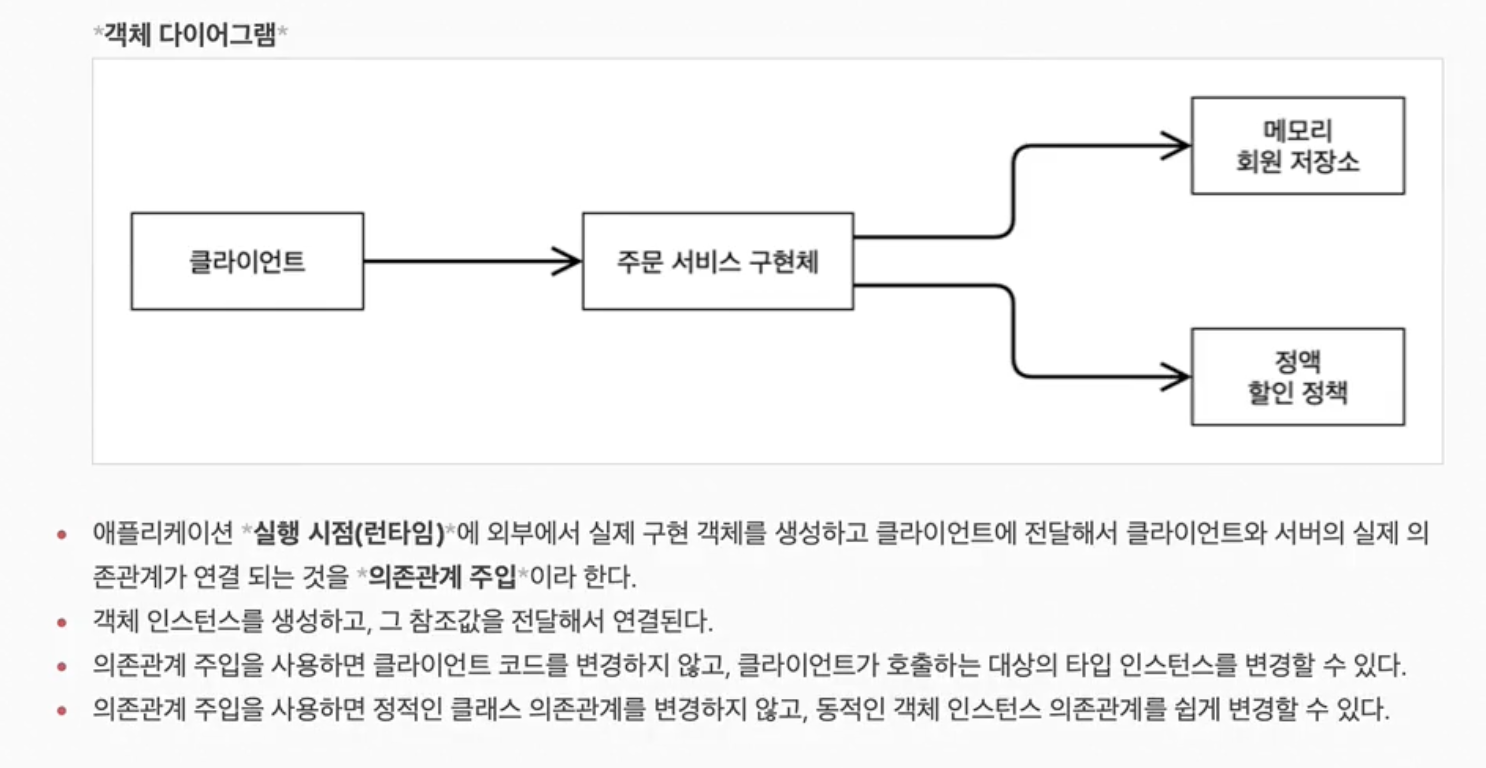 *객체 다이어그램*
메모리
회원 저장소
클라이언트
주문 서비스 구현체
정액
할인 정책
애플리케이션 *실행 시점(런타임)*에 외부에서 실제 구현 객체를 생성하고 클라이언트에 전달해서 클라이언트와 서버의 실제 의
존관계가 연결 되는 것을 *의존관계 주입*이라 한다.
객체 인스턴스를 생성하고, 그 참조값을 전달해서 연결된다.
의존관계 주입을 사용하면 클라이언트 코드를 변경하지 않고, 클라이언트가 호출하는 대상의 타입 인스턴스를 변경할 수 있다.
의존관계 주입을 사용하면 정적인 클래스 의존관계를 변경하지 않고, 동적인 객체 인스턴스 의존관계를 쉽게 변경할 수 있다.